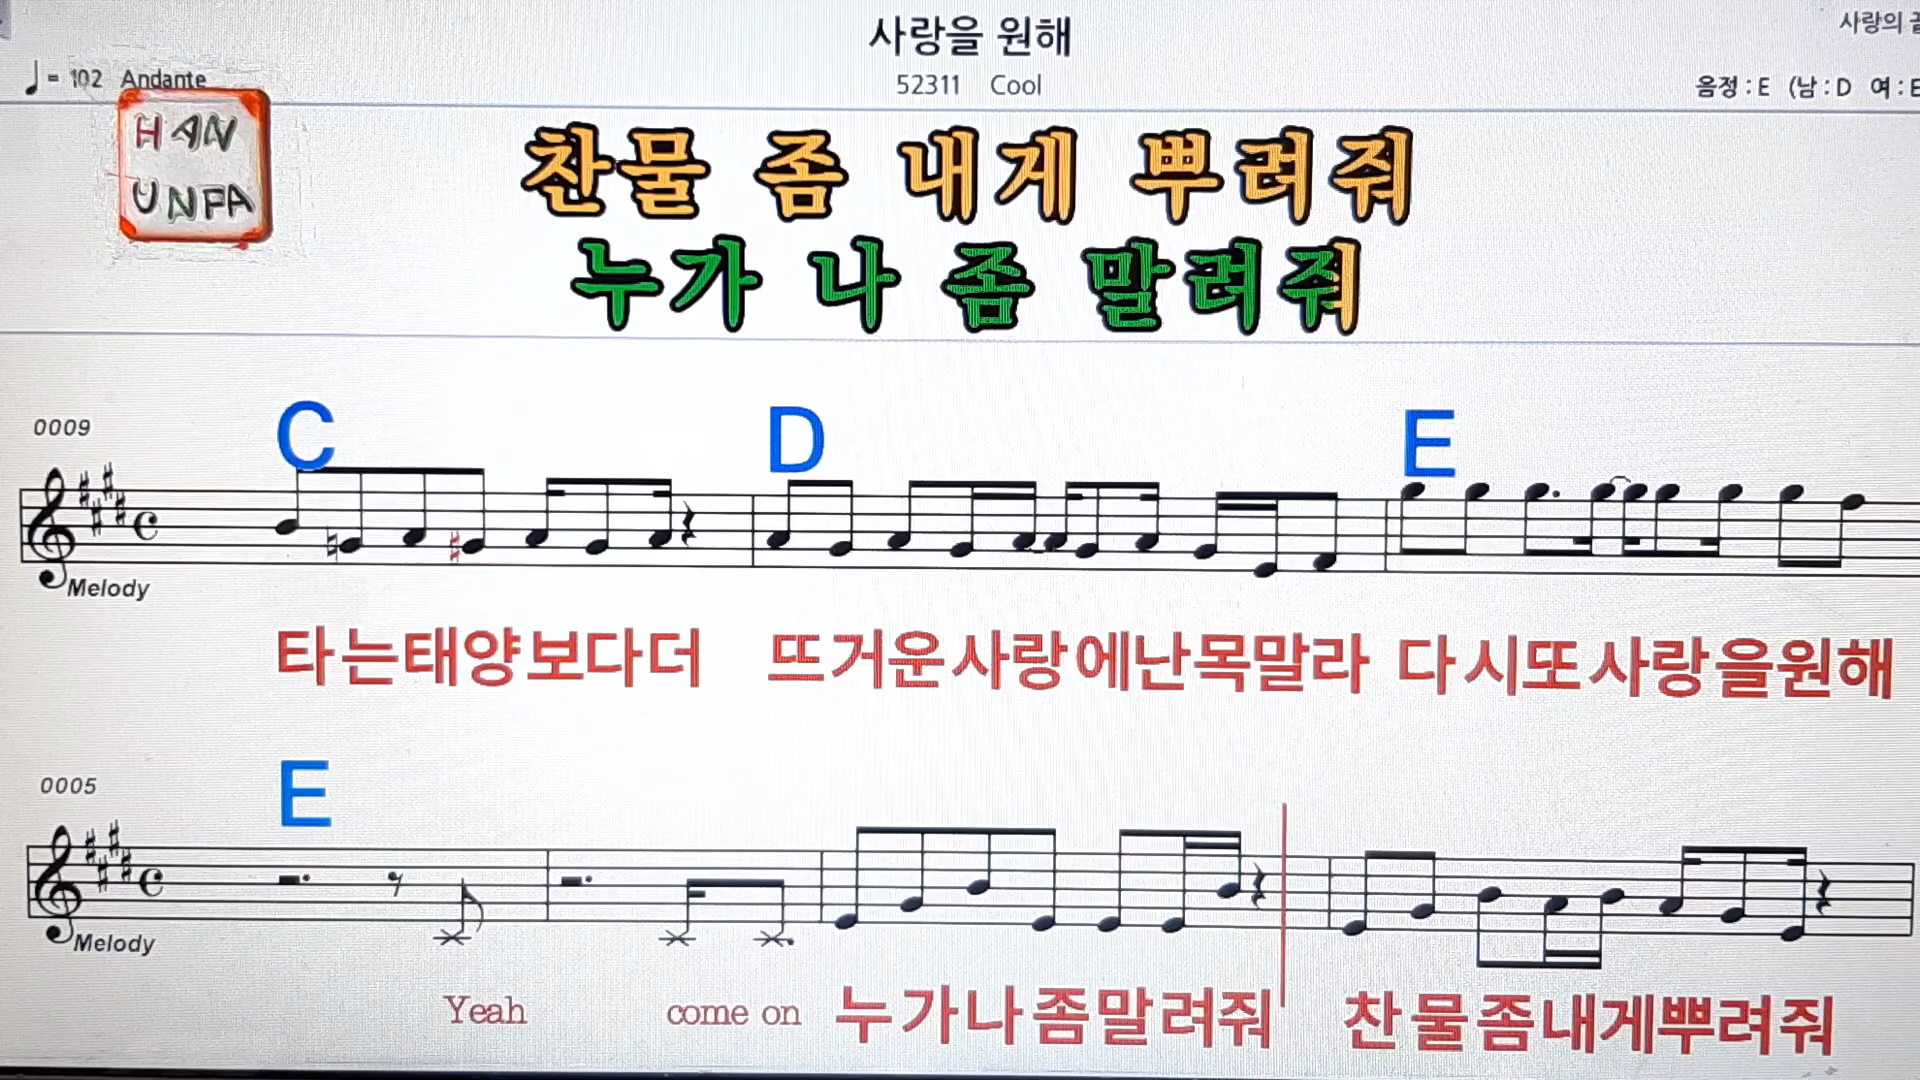 사랑을 원해
사랑의
♩= 102 Andante
52311 Cool
음정 : E (남 : D 여 : E
HAN
UNFA
찬물 좀 내게 뿌려줘
누가 나 좀 말려줘
0009
C D E
Melody
타는태양보다더 뜨거운사랑에난목말라 다시또사랑을원해
0005
E
Melody
Yeah come on 누가나좀말려줘 찬물좀내게뿌려줘